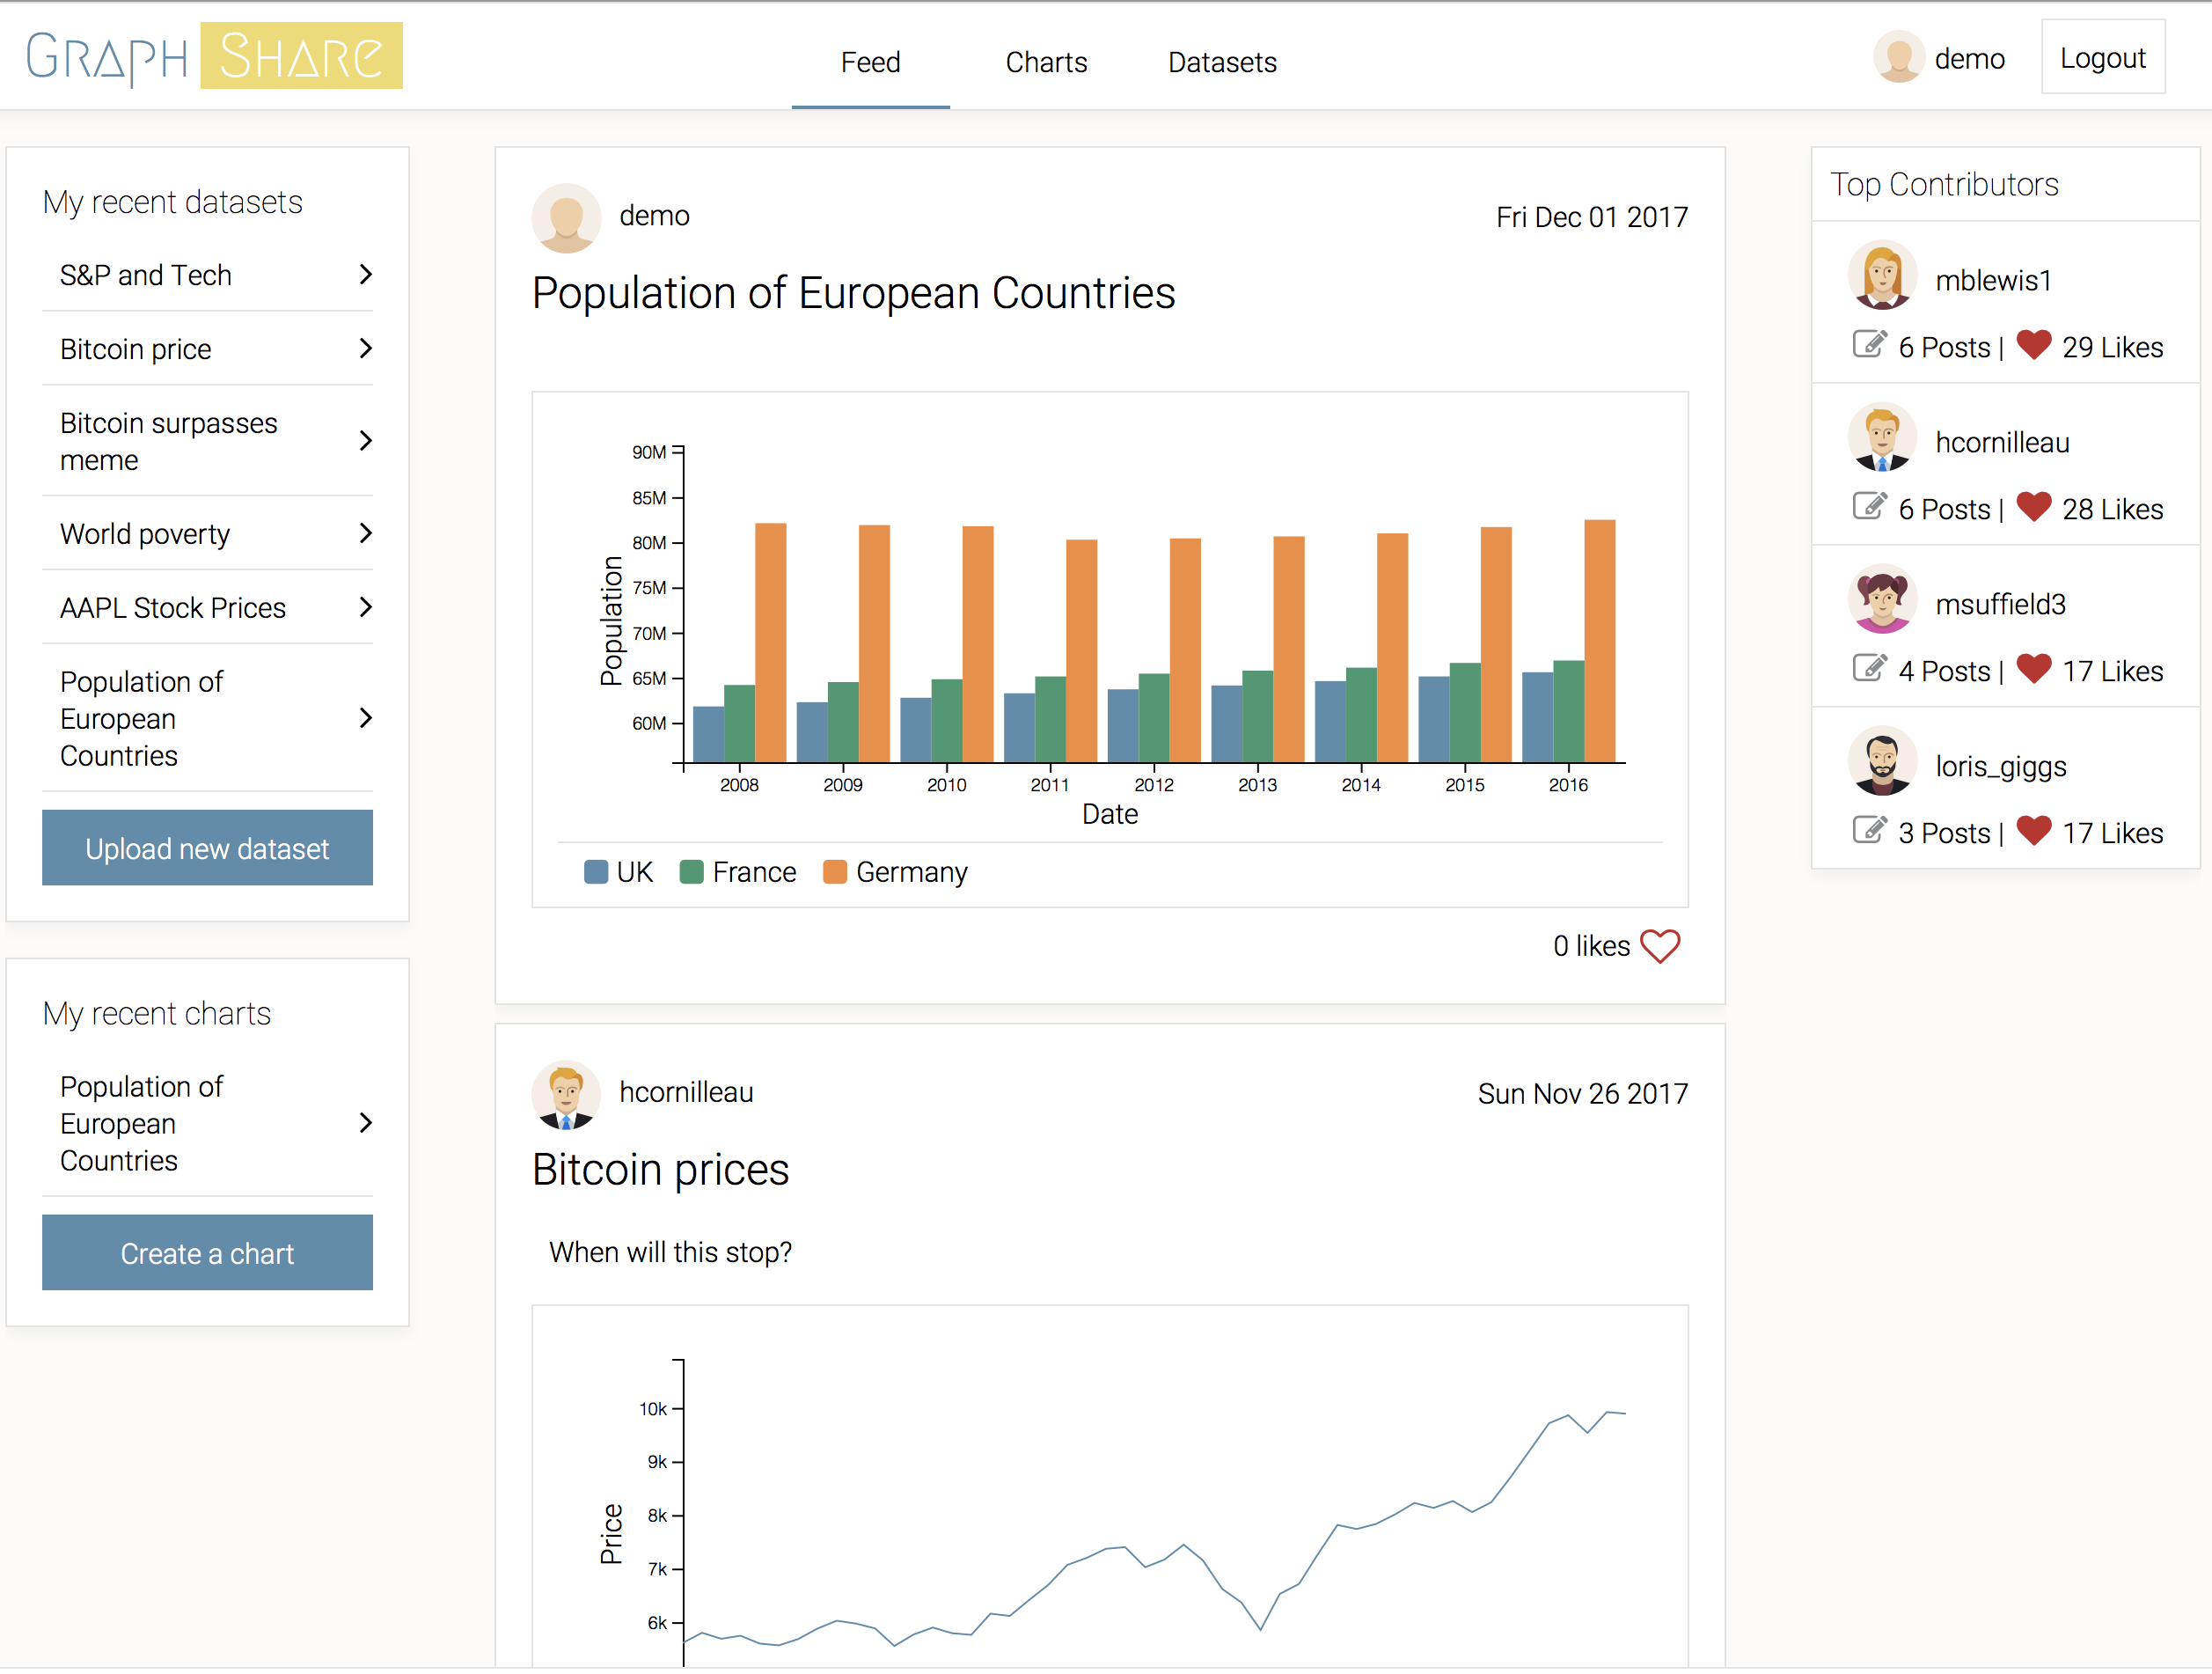 Graph Share
Feed
Charts
Datasets
demo
Logout
My recent datasets
S&P and Tech
Bitcoin price
Bitcoin surpasses
meme
World poverty
AAPL Stock Prices
Population of
European
Countries
Upload new dataset
My recent charts
Population of
European
Countries
Create a chart
demo
Fri Dec 01 2017
Population of European Countries
90M
85M
80M
75M
70M
65M
60M
Population
2008 2009 2010 2011 2012 2013 2014 2015 2016
Date
UK France Germany
0 likes
hcornilleau
Sun Nov 26 2017
Bitcoin prices
When will this stop?
10k
9k
8k
7k
6k
Price
Top Contributors
mblewis1
6 Posts | 29 Likes
hcornilleau
6 Posts | 28 Likes
msuffield3
4 Posts | 17 Likes
loris_giggs
3 Posts | 17 Likes